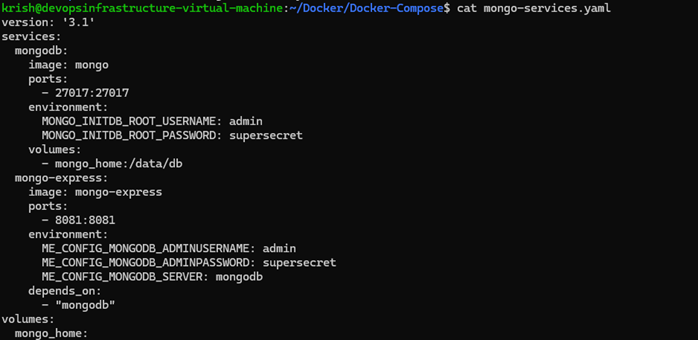 krish@devopsinfrastructure-virtual-machine:~/Docker/Docker-Compose$ cat mongo-services.yaml
version: '3.1'
services:
  mongodb:
    image: mongo
    ports:
      - 27017:27017
    environment:
      MONGO_INITDB_ROOT_USERNAME: admin
      MONGO_INITDB_ROOT_PASSWORD: supersecret
    volumes:
      - mongo_home:/data/db
  mongo-express:
    image: mongo-express
    ports:
      - 8081:8081
    environment:
      ME_CONFIG_MONGODB_ADMINUSERNAME: admin
      ME_CONFIG_MONGODB_ADMINPASSWORD: supersecret
      ME_CONFIG_MONGODB_SERVER: mongodb
    depends_on:
      - "mongodb"
volumes:
  mongo_home: